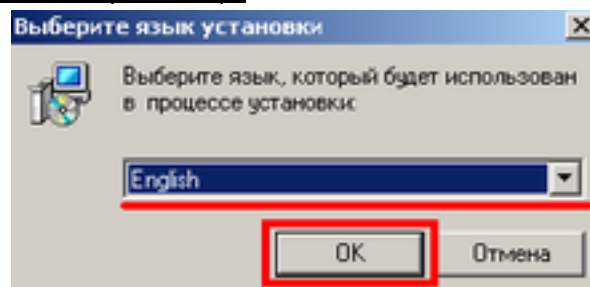 Выберите язык установки
Выберите язык, который будет использован
в процессе установки:
English
OK
Отмена